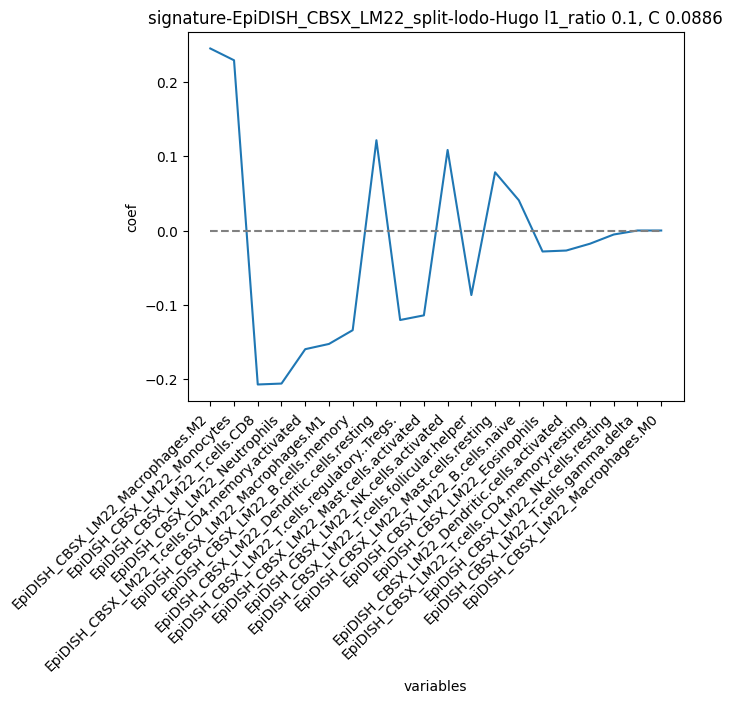 signature-EpiDISH_CBSX_LM22_split-lodo-Hugo l1_ratio 0.1, C 0.0886
coef
0.2
0.1
0.0
−0.1
−0.2
EpiDISH_CBSX_LM22_Macrophages.M2
EpiDISH_CBSX_LM22_Monocytes
EpiDISH_CBSX_LM22_T.cells.CD8
EpiDISH_CBSX_LM22_Neutrophils
EpiDISH_CBSX_LM22_T.cells.CD4.memory.activated
EpiDISH_CBSX_LM22_Macrophages.M1
EpiDISH_CBSX_LM22_B.cells.memory
EpiDISH_CBSX_LM22_Dendritic.cells.resting
EpiDISH_CBSX_LM22_T.cells.regulatory..Tregs.
EpiDISH_CBSX_LM22_Mast.cells.activated
EpiDISH_CBSX_LM22_NK.cells.activated
EpiDISH_CBSX_LM22_T.cells.follicular.helper
EpiDISH_CBSX_LM22_Mast.cells.resting
EpiDISH_CBSX_LM22_B.cells.naive
EpiDISH_CBSX_LM22_Eosinophils
EpiDISH_CBSX_LM22_Dendritic.cells.activated
EpiDISH_CBSX_LM22_T.cells.CD4.memory.resting
EpiDISH_CBSX_LM22_NK.cells.resting
EpiDISH_CBSX_LM22_T.cells.gamma.delta
EpiDISH_CBSX_LM22_Macrophages.M0
variables